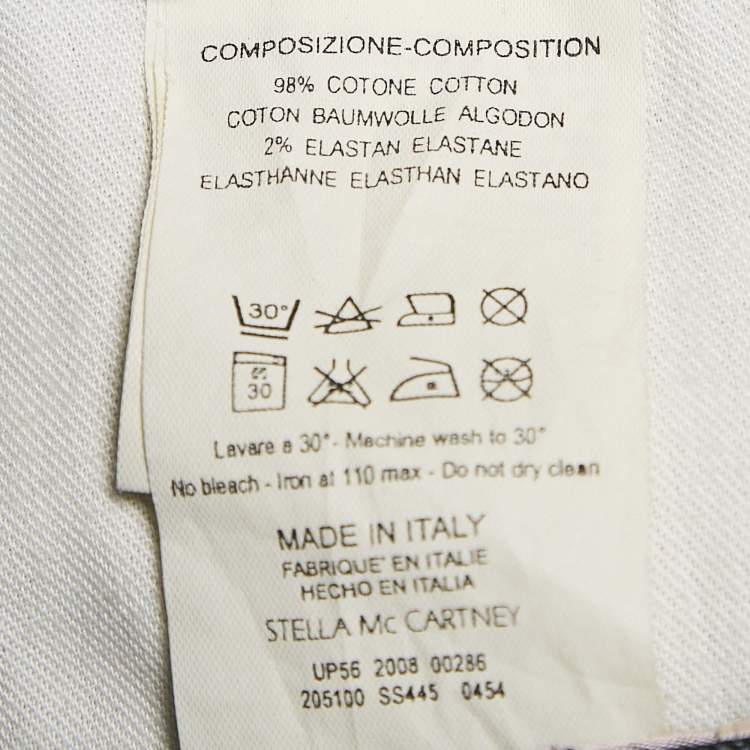 COMPOSIZIONE-COMPOSITION
98% COTONE COTTON
COTON BAUMWOLLE ALGODON
2% ELASTAN ELASTANE
ELASTHANNE ELASTHAN ELASTANO
30°
30
Lavare a 30°- Machine wash to 30°
No bleach - Iron at 110 max - Do not dry clean
MADE IN ITALY
FABRIQUE' EN ITALIE
HECHO EN ITALIA
STELLA Mc CARTNEY
UP56 2008 00286
205100 SS445 0454